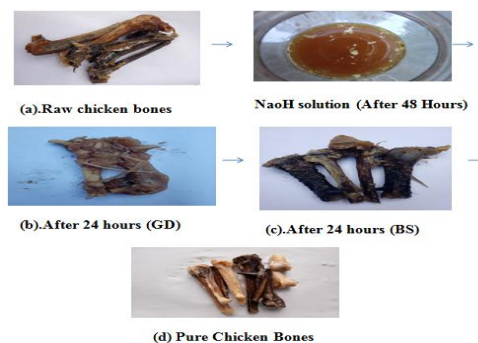 (a).Raw chicken bones
NaoH solution (After 48 Hours)
(b).After 24 hours (GD)
(c).After 24 hours (BS)
(d) Pure Chicken Bones